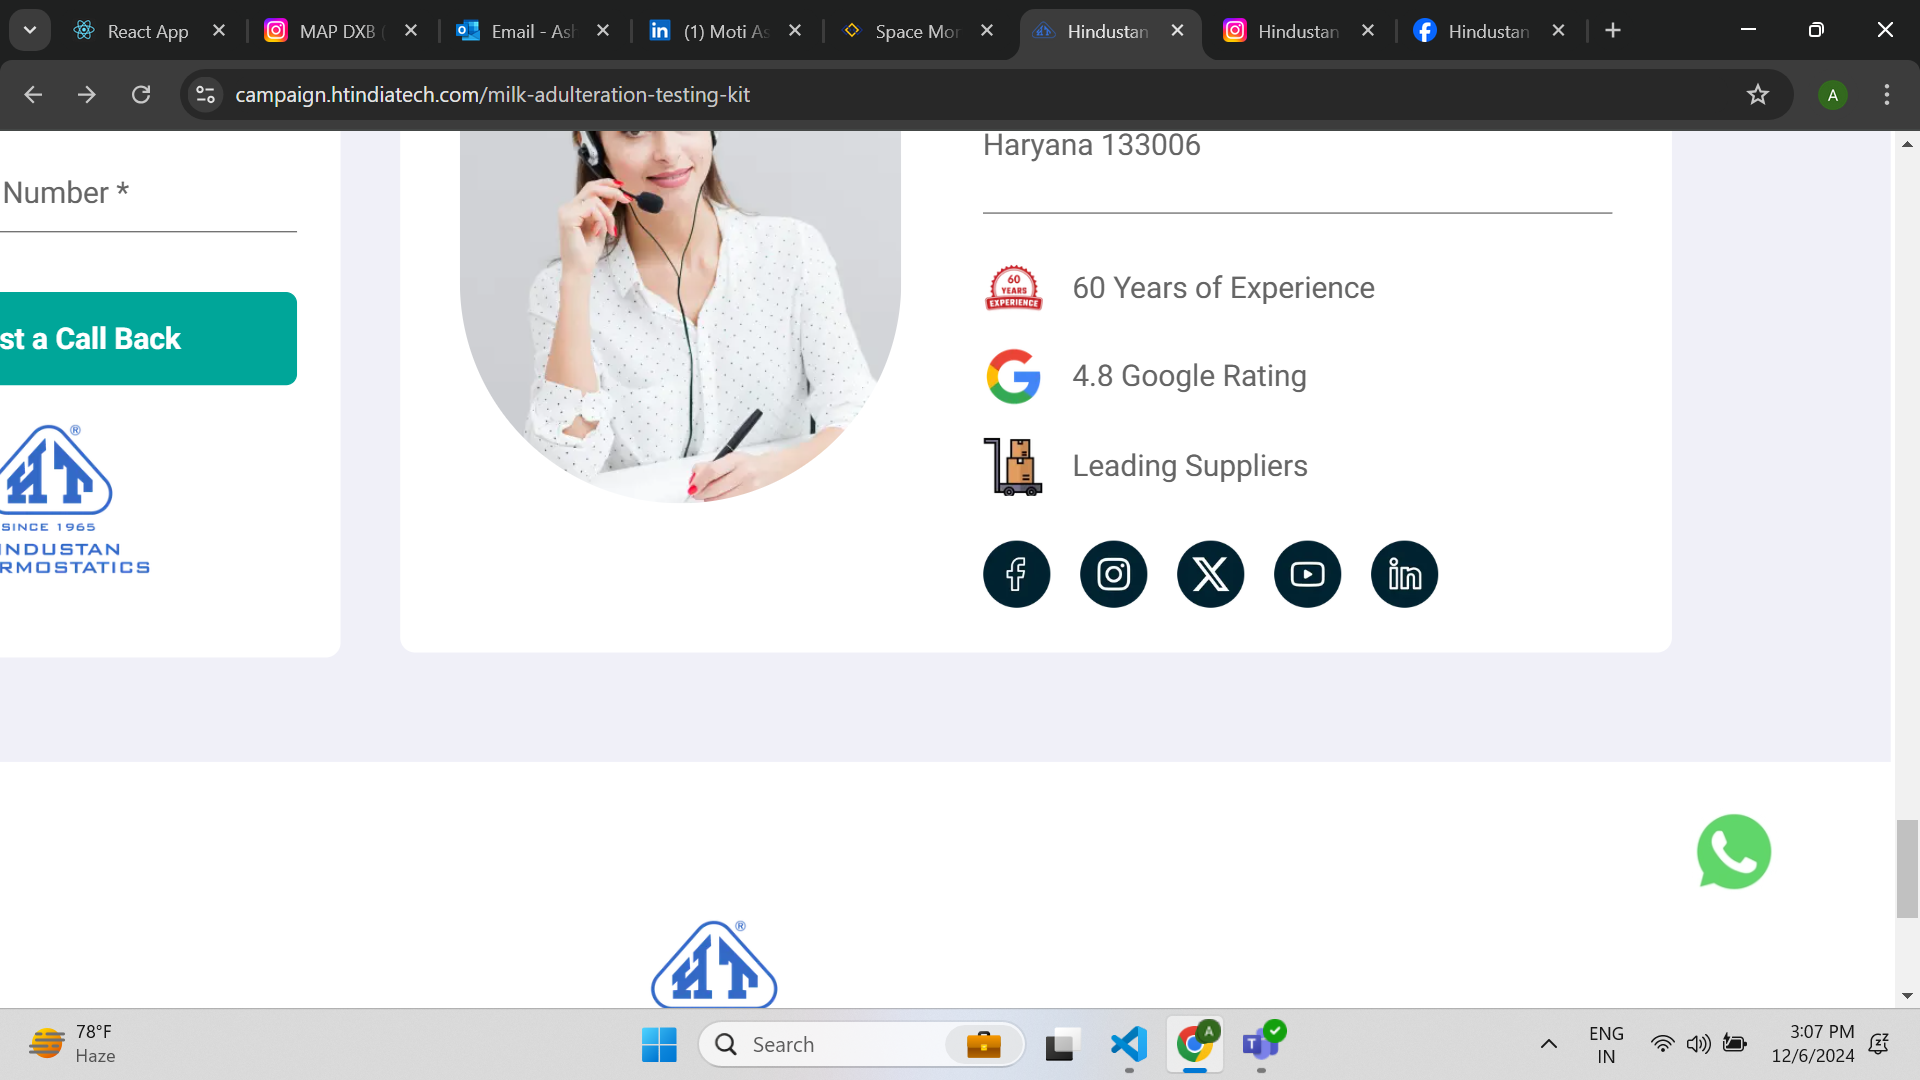 React App
MAP DXB (
Email - Ash
(1) Moti As
Space Mor
Hindustan
Hindustan
Hindustan
campaign.htindiatech.com/milk-adulteration-testing-kit
A
Haryana 133006
Number *
60 YEARS EXPERIENCE
60 Years of Experience
st a Call Back
4.8 Google Rating
HT ®
SINCE 1965
INDUSTAN
RMOSTATICS
Leading Suppliers
HT ®
78°F
Haze
Search
ENG
IN
3:07 PM
12/6/2024